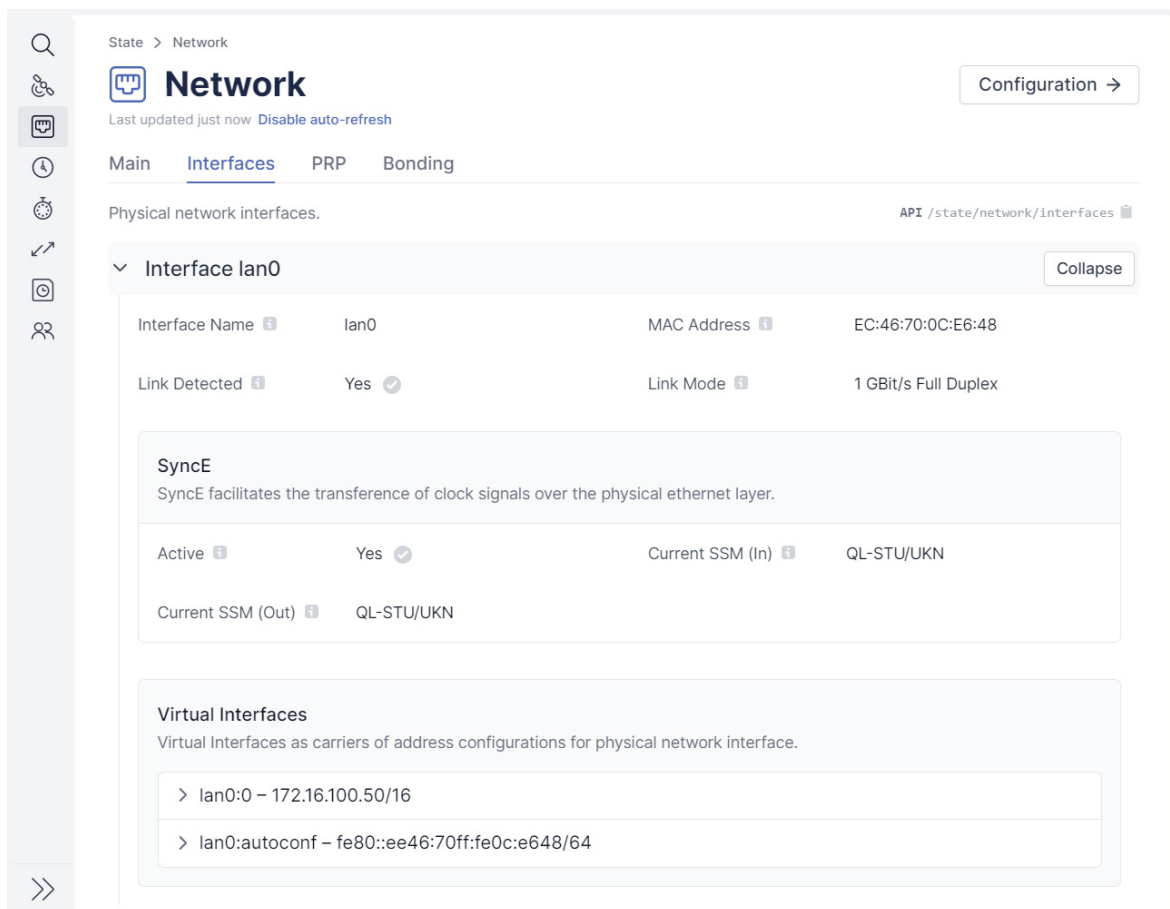 State > Network
Network
Configuration →
Last updated just now Disable auto-refresh
Main Interfaces PRP Bonding
Physical network interfaces. API /state/network/interfaces
Interface lan0 Collapse
Interface Name lan0 MAC Address EC:46:70:0C:E6:48
Link Detected Yes Link Mode 1 GBit/s Full Duplex
SyncE
SyncE facilitates the transference of clock signals over the physical ethernet layer.
Active Yes Current SSM (In) QL-STU/UKN
Current SSM (Out) QL-STU/UKN
Virtual Interfaces
Virtual Interfaces as carriers of address configurations for physical network interface.
lan0:0 – 172.16.100.50/16
lan0:autoconf – fe80::ee46:70ff:fe0c:e648/64